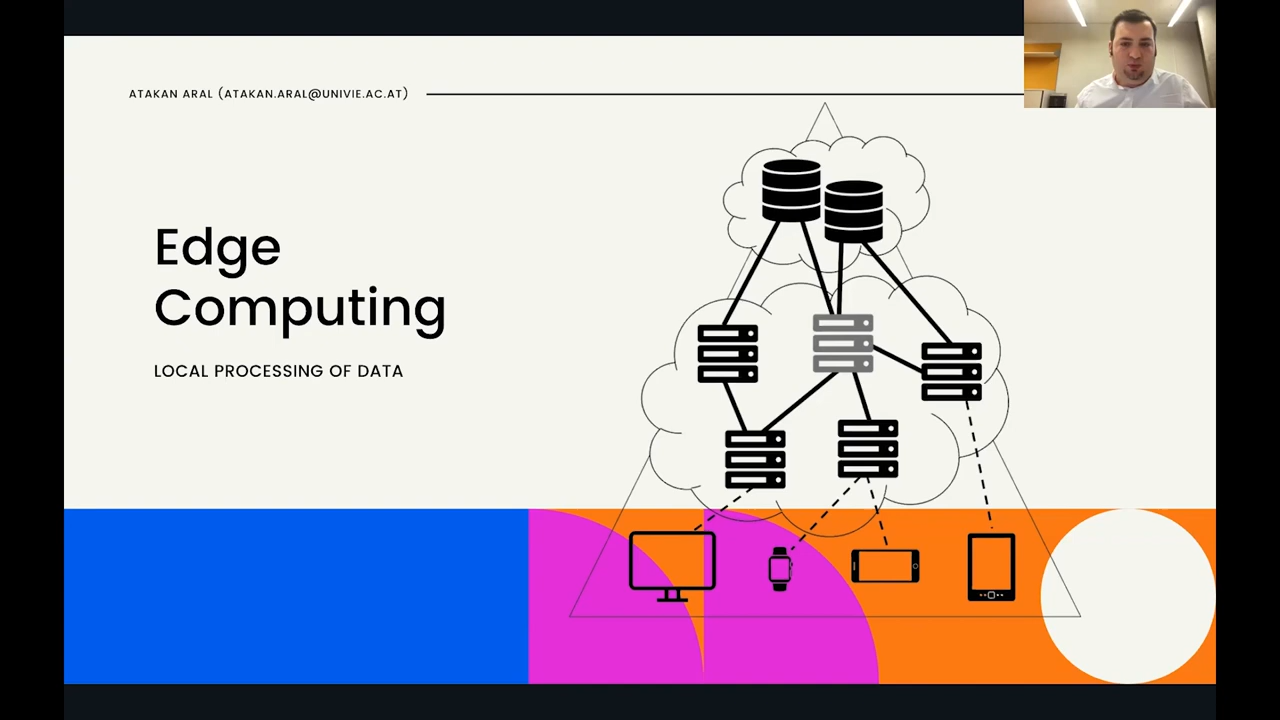 ATAKAN ARAL (ATAKAN.ARAL@UNIVIE.AC.AT)
Edge
Computing
LOCAL PROCESSING OF DATA